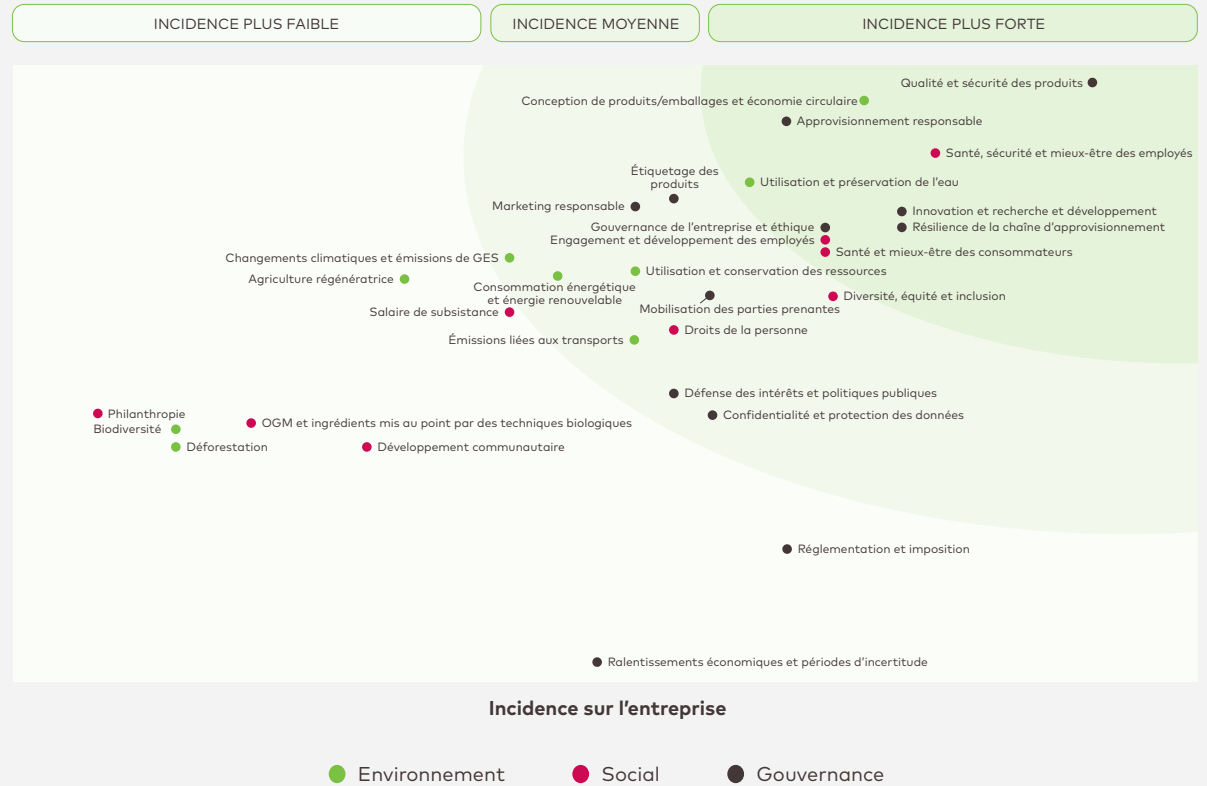 INCIDENCE PLUS FAIBLE
INCIDENCE MOYENNE
INCIDENCE PLUS FORTE
Qualité et sécurité des produits
Conception de produits/emballages et économie circulaire
Approvisionnement responsable
Santé, sécurité et mieux-être des employés
Étiquetage des
produits
Utilisation et préservation de l'eau
Marketing responsable
Innovation et recherche et développement
Gouvernance de l'entreprise et éthique
Résilience de la chaîne d'approvisionnement
Engagement et développement des employés
Santé et mieux-être des consommateurs
Changements climatiques et émissions de GES
Utilisation et conservation des ressources
Agriculture régénératrice
Consommation énergétique
et énergie renouvelable
Diversité, équité et inclusion
Mobilisation des parties prenantes
Salaire de subsistance
Droits de la personne
Émissions liées aux transports
Défense des intérêts et politiques publiques
Philanthropie
Confidentialité et protection des données
OGM et ingrédients mis au point par des techniques biologiques
Biodiversité
Déforestation
Développement communautaire
Réglementation et imposition
Ralentissements économiques et périodes d'incertitude
Incidence sur l'entreprise
Environnement
Social
Gouvernance